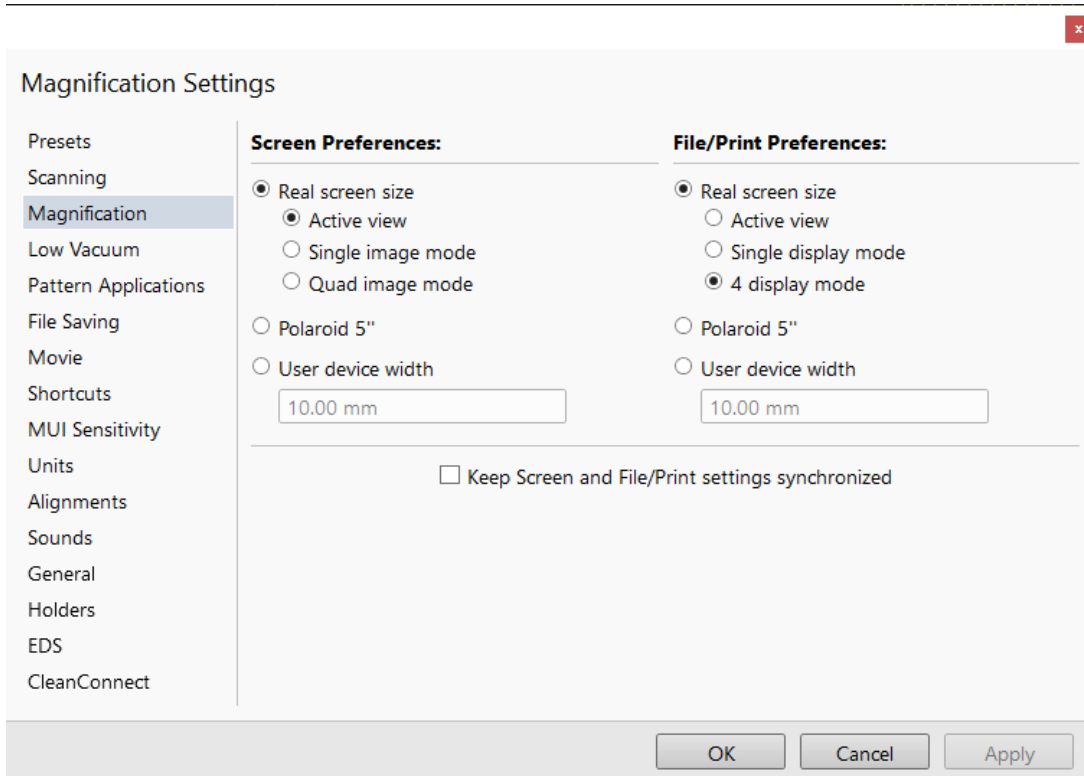 x
Magnification Settings
Presets
Scanning
Magnification
Low Vacuum
Pattern Applications
File Saving
Movie
Shortcuts
MUI Sensitivity
Units
Alignments
Sounds
General
Holders
EDS
CleanConnect
Screen Preferences:
Real screen size
Active view
Single image mode
Quad image mode
Polaroid 5''
User device width
10.00 mm
File/Print Preferences:
Real screen size
Active view
Single display mode
4 display mode
Polaroid 5''
User device width
10.00 mm
Keep Screen and File/Print settings synchronized
OK
Cancel
Apply